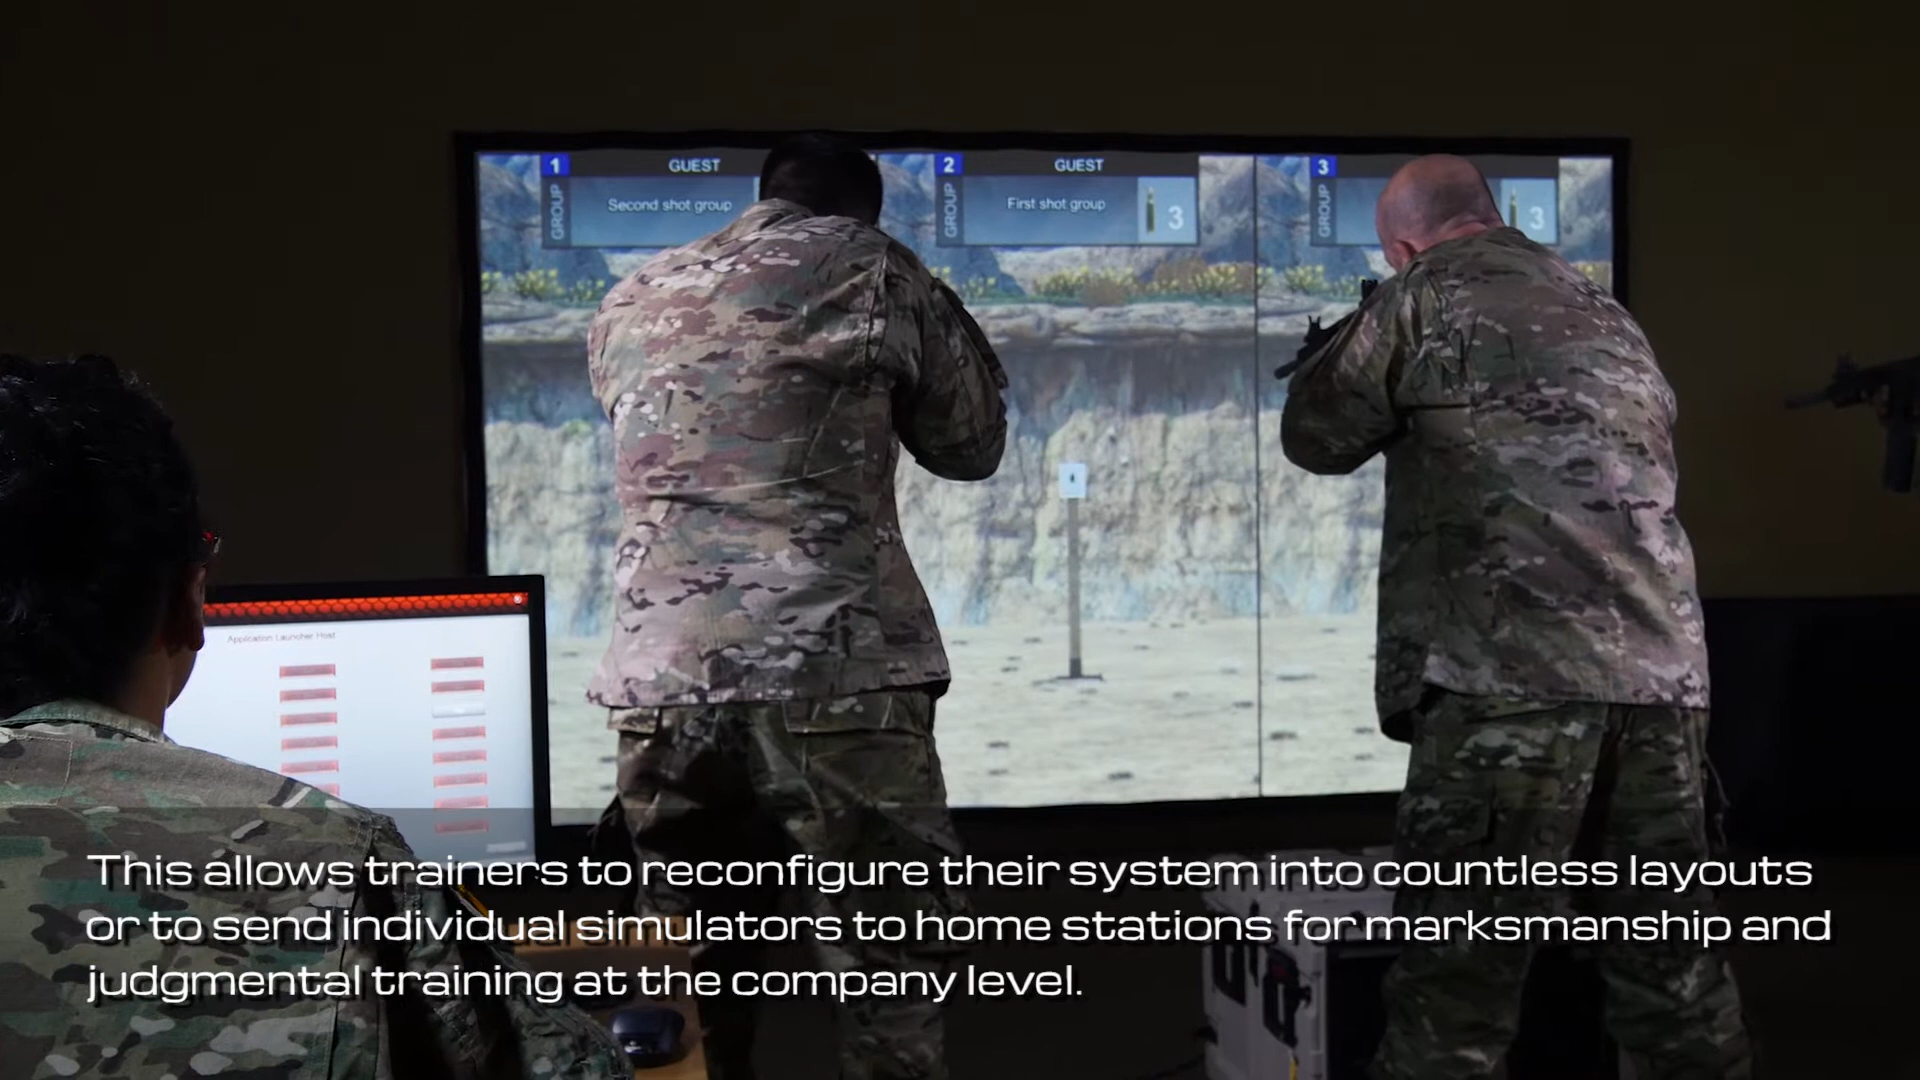 1 GUEST
GROUP
Second shot group
2 GUEST
GROUP
First shot group
3
3
GROUP
3
Application Launcher Host
This allows trainers to reconfigure their system into countless layouts
or to send individual simulators to home stations for marksmanship and
judgmental training at the company level.